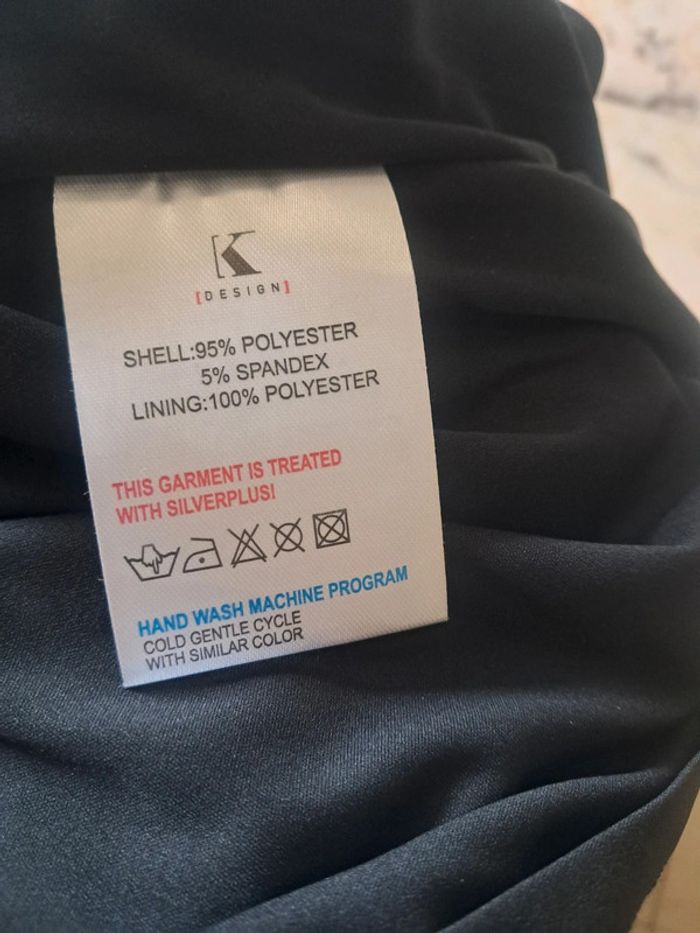 K
[DESIGN]
SHELL:95% POLYESTER
5% SPANDEX
LINING:100% POLYESTER
THIS GARMENT IS TREATED
WITH SILVERPLUS!
HAND WASH MACHINE PROGRAM
COLD GENTLE CYCLE
WITH SIMILAR COLOR